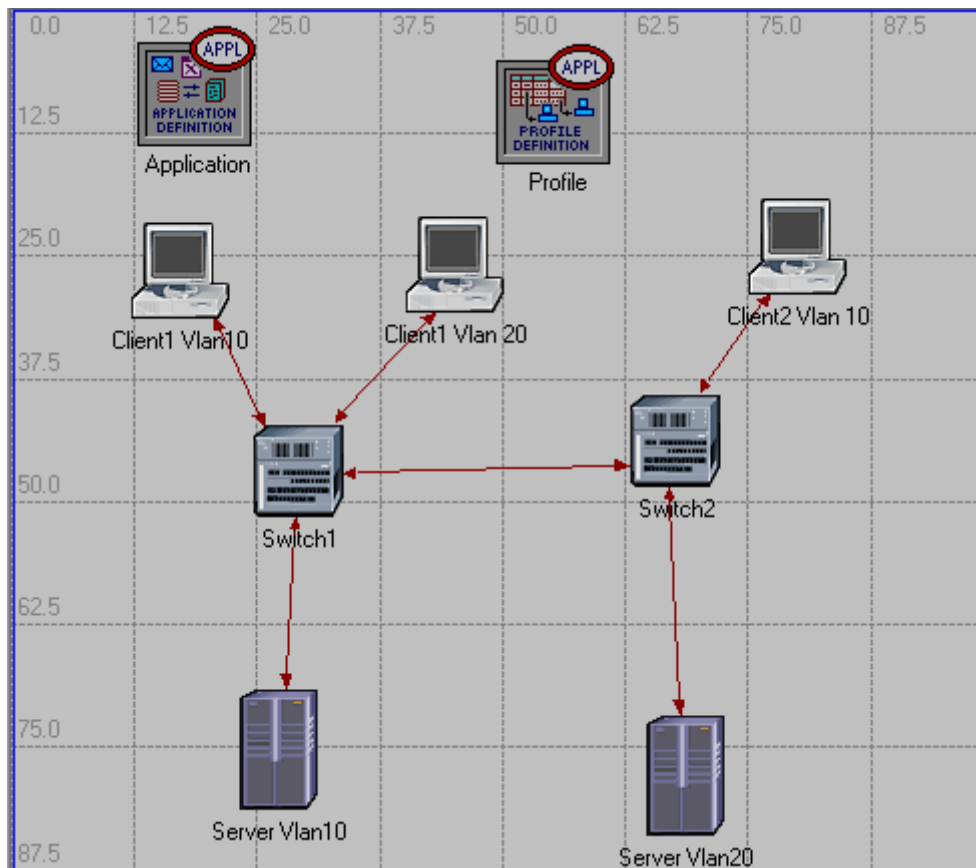 0.0 12.5 25.0 37.5 50.0 62.5 75.0 87.5
APPL
APPLICATION
DEFINITION
Application
APPL
PROFILE
DEFINITION
Profile
12.5
25.0
Client1 Vlan10
Client1 Vlan 20
Client2 Vlan 10
37.5
50.0
Switch1
Switch2
62.5
75.0
Server Vlan10
Server Vlan20
87.5